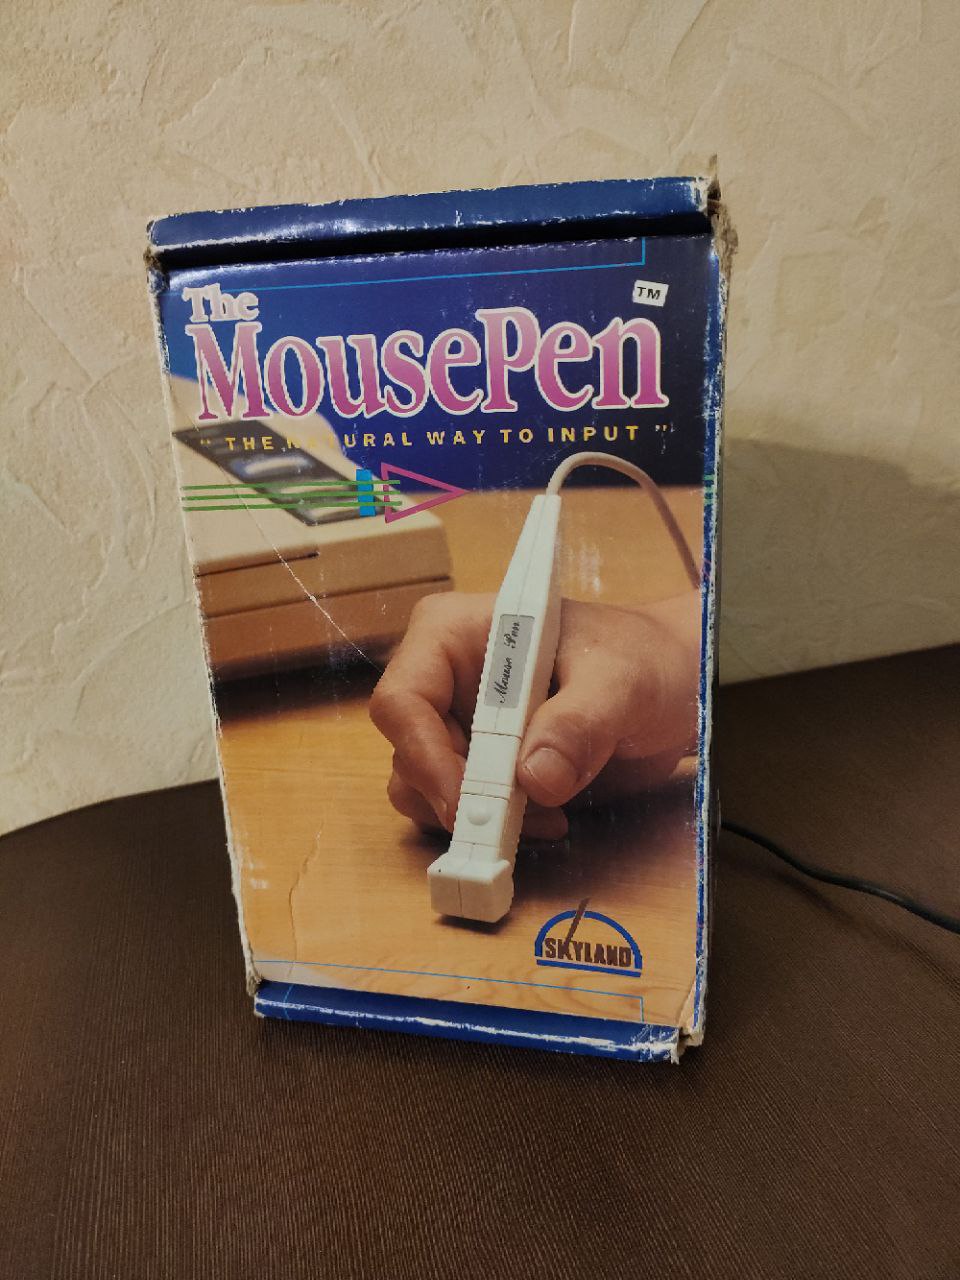 The
TM
MousePen
" THE NATURAL WAY TO INPUT "
Mouse Pen
SKYLAND